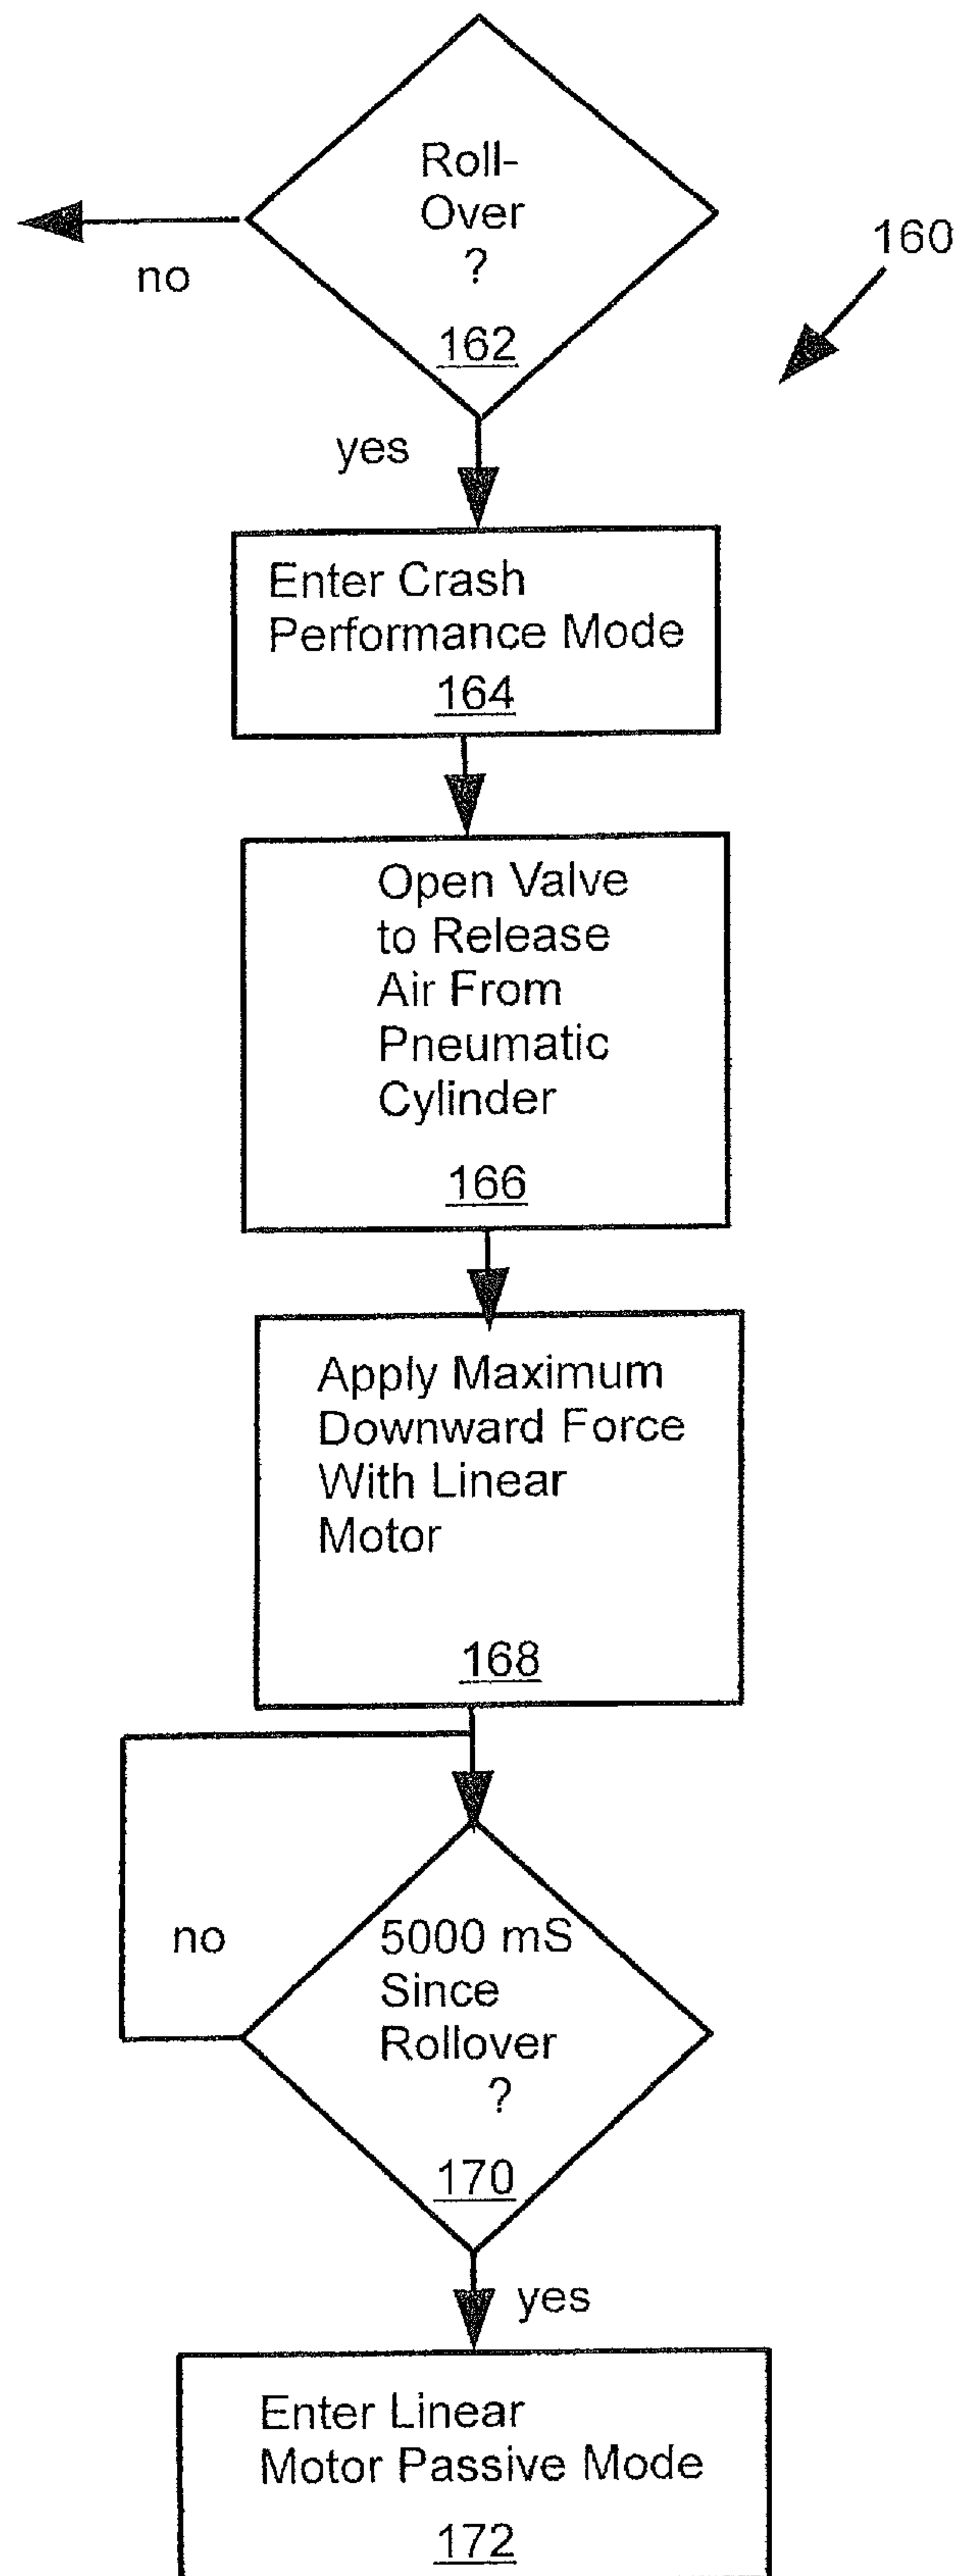 Roll-
Over
?
162
no
160
yes
Enter Crash
Performance Mode
164
Open Valve
to Release
Air From
Pneumatic
Cylinder
166
Apply Maximum
Downward Force
With Linear
Motor
168
no
5000 mS
Since
Rollover
?
170
yes
Enter Linear
Motor Passive Mode
172